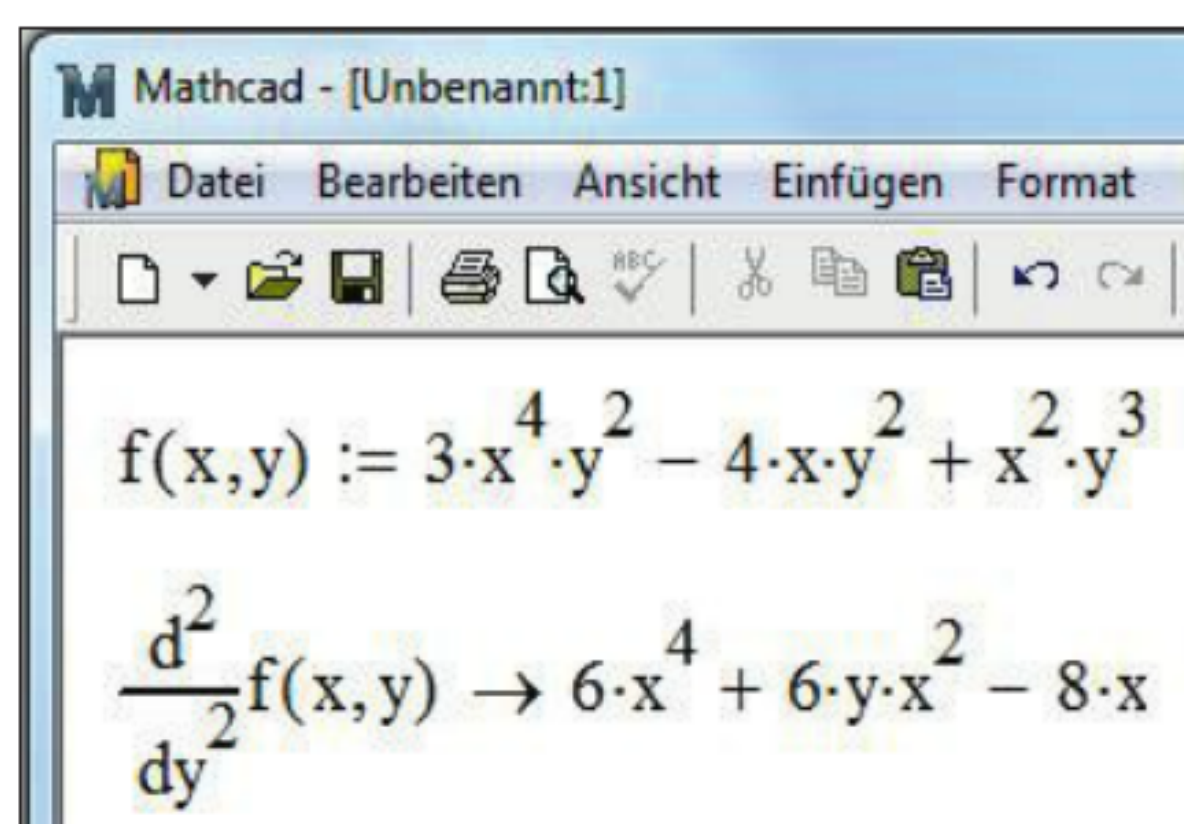 Mathcad - [Unbenannt:1]
Datei Bearbeiten Ansicht Einfügen Format
ABC
f(x,y) := 3·x⁴·y² − 4·x·y² + x²·y³
d²/dy² f(x,y) → 6·x⁴ + 6·y·x² − 8·x